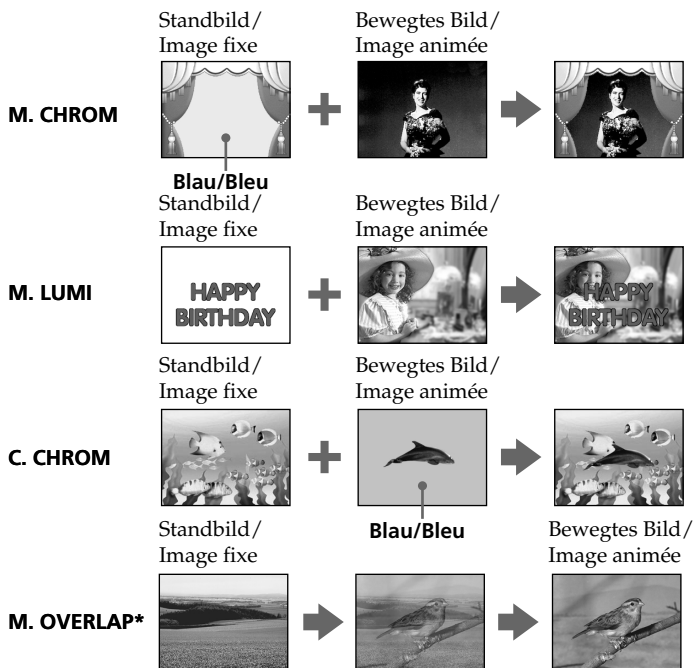 Standbild/
Image fixe
Bewegtes Bild/
Image animée
M. CHROM
Blau/Bleu
Standbild/
Image fixe
Bewegtes Bild/
Image animée
M. LUMI
HAPPY
BIRTHDAY
HAPPY
BIRTHDAY
Standbild/
Image fixe
Bewegtes Bild/
Image animée
C. CHROM
Blau/Bleu
Standbild/
Image fixe
Bewegtes Bild/
Image animée
M. OVERLAP*